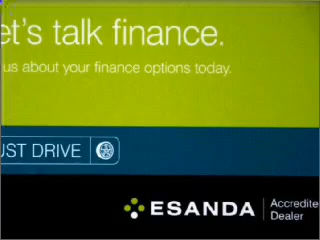 et's talk finance.
us about your finance options today.
UST DRIVE
ESANDA
Accredite
Dealer